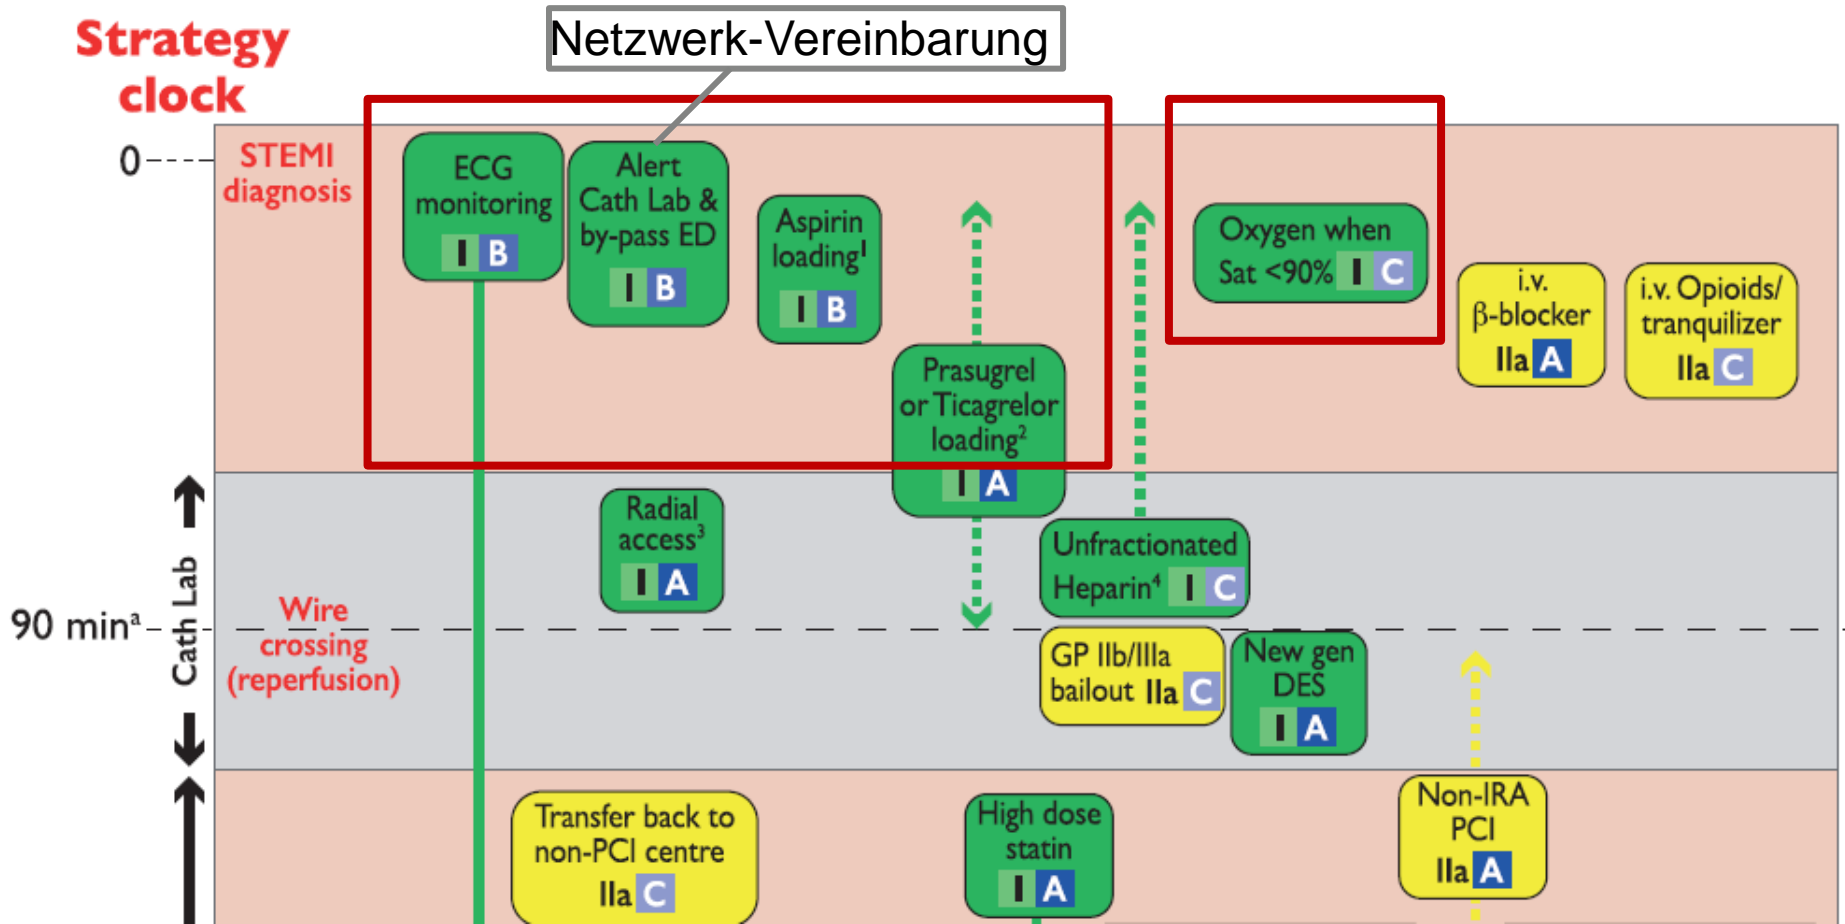 Strategy
clock
Netzwerk-Vereinbarung
0
STEMI
diagnosis
ECG
monitoring
I B
Alert
Cath Lab &
by-pass ED
I B
Aspirin
loading¹
I B
Prasugrel
or Ticagrelor
loading²
I A
Oxygen when
Sat <90% I C
i.v.
β-blocker
IIa A
i.v. Opioids/
tranquilizer
IIa C
Cath Lab
90 minᵃ
Wire
crossing
(reperfusion)
Radial
access³
I A
Unfractionated
Heparin⁴ I C
GP IIb/IIIa
bailout IIa C
New gen
DES
I A
Transfer back to
non-PCI centre
IIa C
High dose
statin
I A
Non-IRA
PCI
IIa A